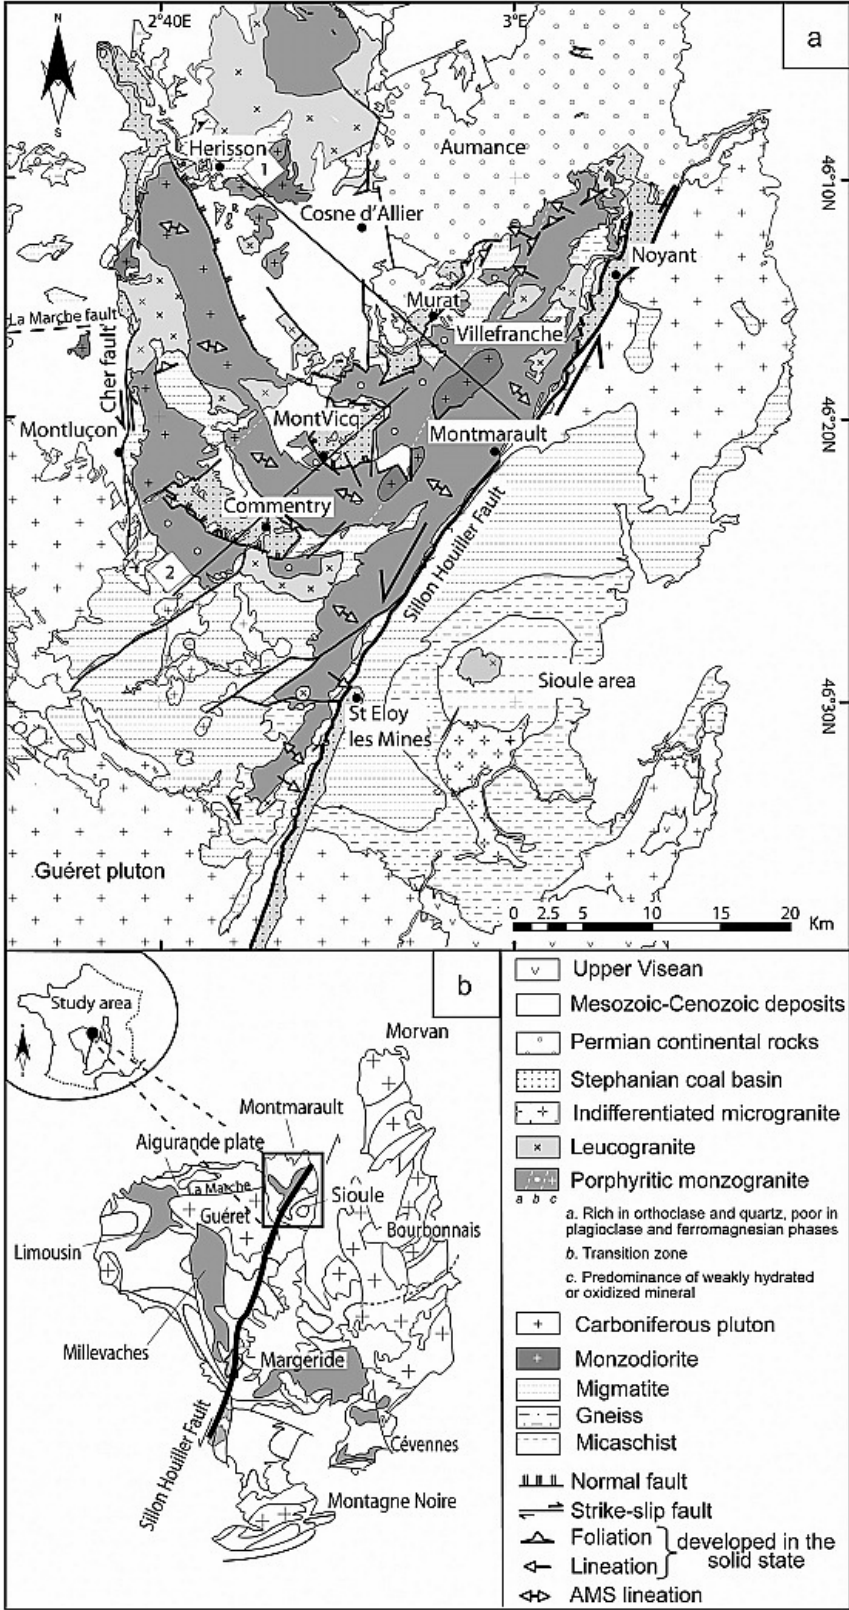 N
S
2°40E
3°E
a
Herisson
1
Aumance
Cosne d'Allier
46°10N
Noyant
Murat
Villefranche
La Marche fault
Cher fault
MontVicq
Montluçon
Montmarault
46°20N
Commentry
2
Sillon Houiller Fault
Sioule area
46°30N
St Eloy
les Mines
Guéret pluton
0 2.5 5 10 15 20 Km
b
Study area
Morvan
Montmarault
Aigurande plate
La Marche
Sioule
Guéret
Bourbonnais
Limousin
Millevaches
Margeride
Sillon Houiller Fault
Cévennes
Montagne Noire
Upper Visean
Mesozoic-Cenozoic deposits
Permian continental rocks
Stephanian coal basin
Indifferentiated microgranite
Leucogranite
Porphyritic monzogranite
a b c
a. Rich in orthoclase and quartz, poor in
plagioclase and ferromagnesian phases
b. Transition zone
c. Predominance of weakly hydrated
or oxidized mineral
Carboniferous pluton
Monzodiorite
Migmatite
Gneiss
Micaschist
Normal fault
Strike-slip fault
Foliation
Lineation
developed in the
solid state
AMS lineation